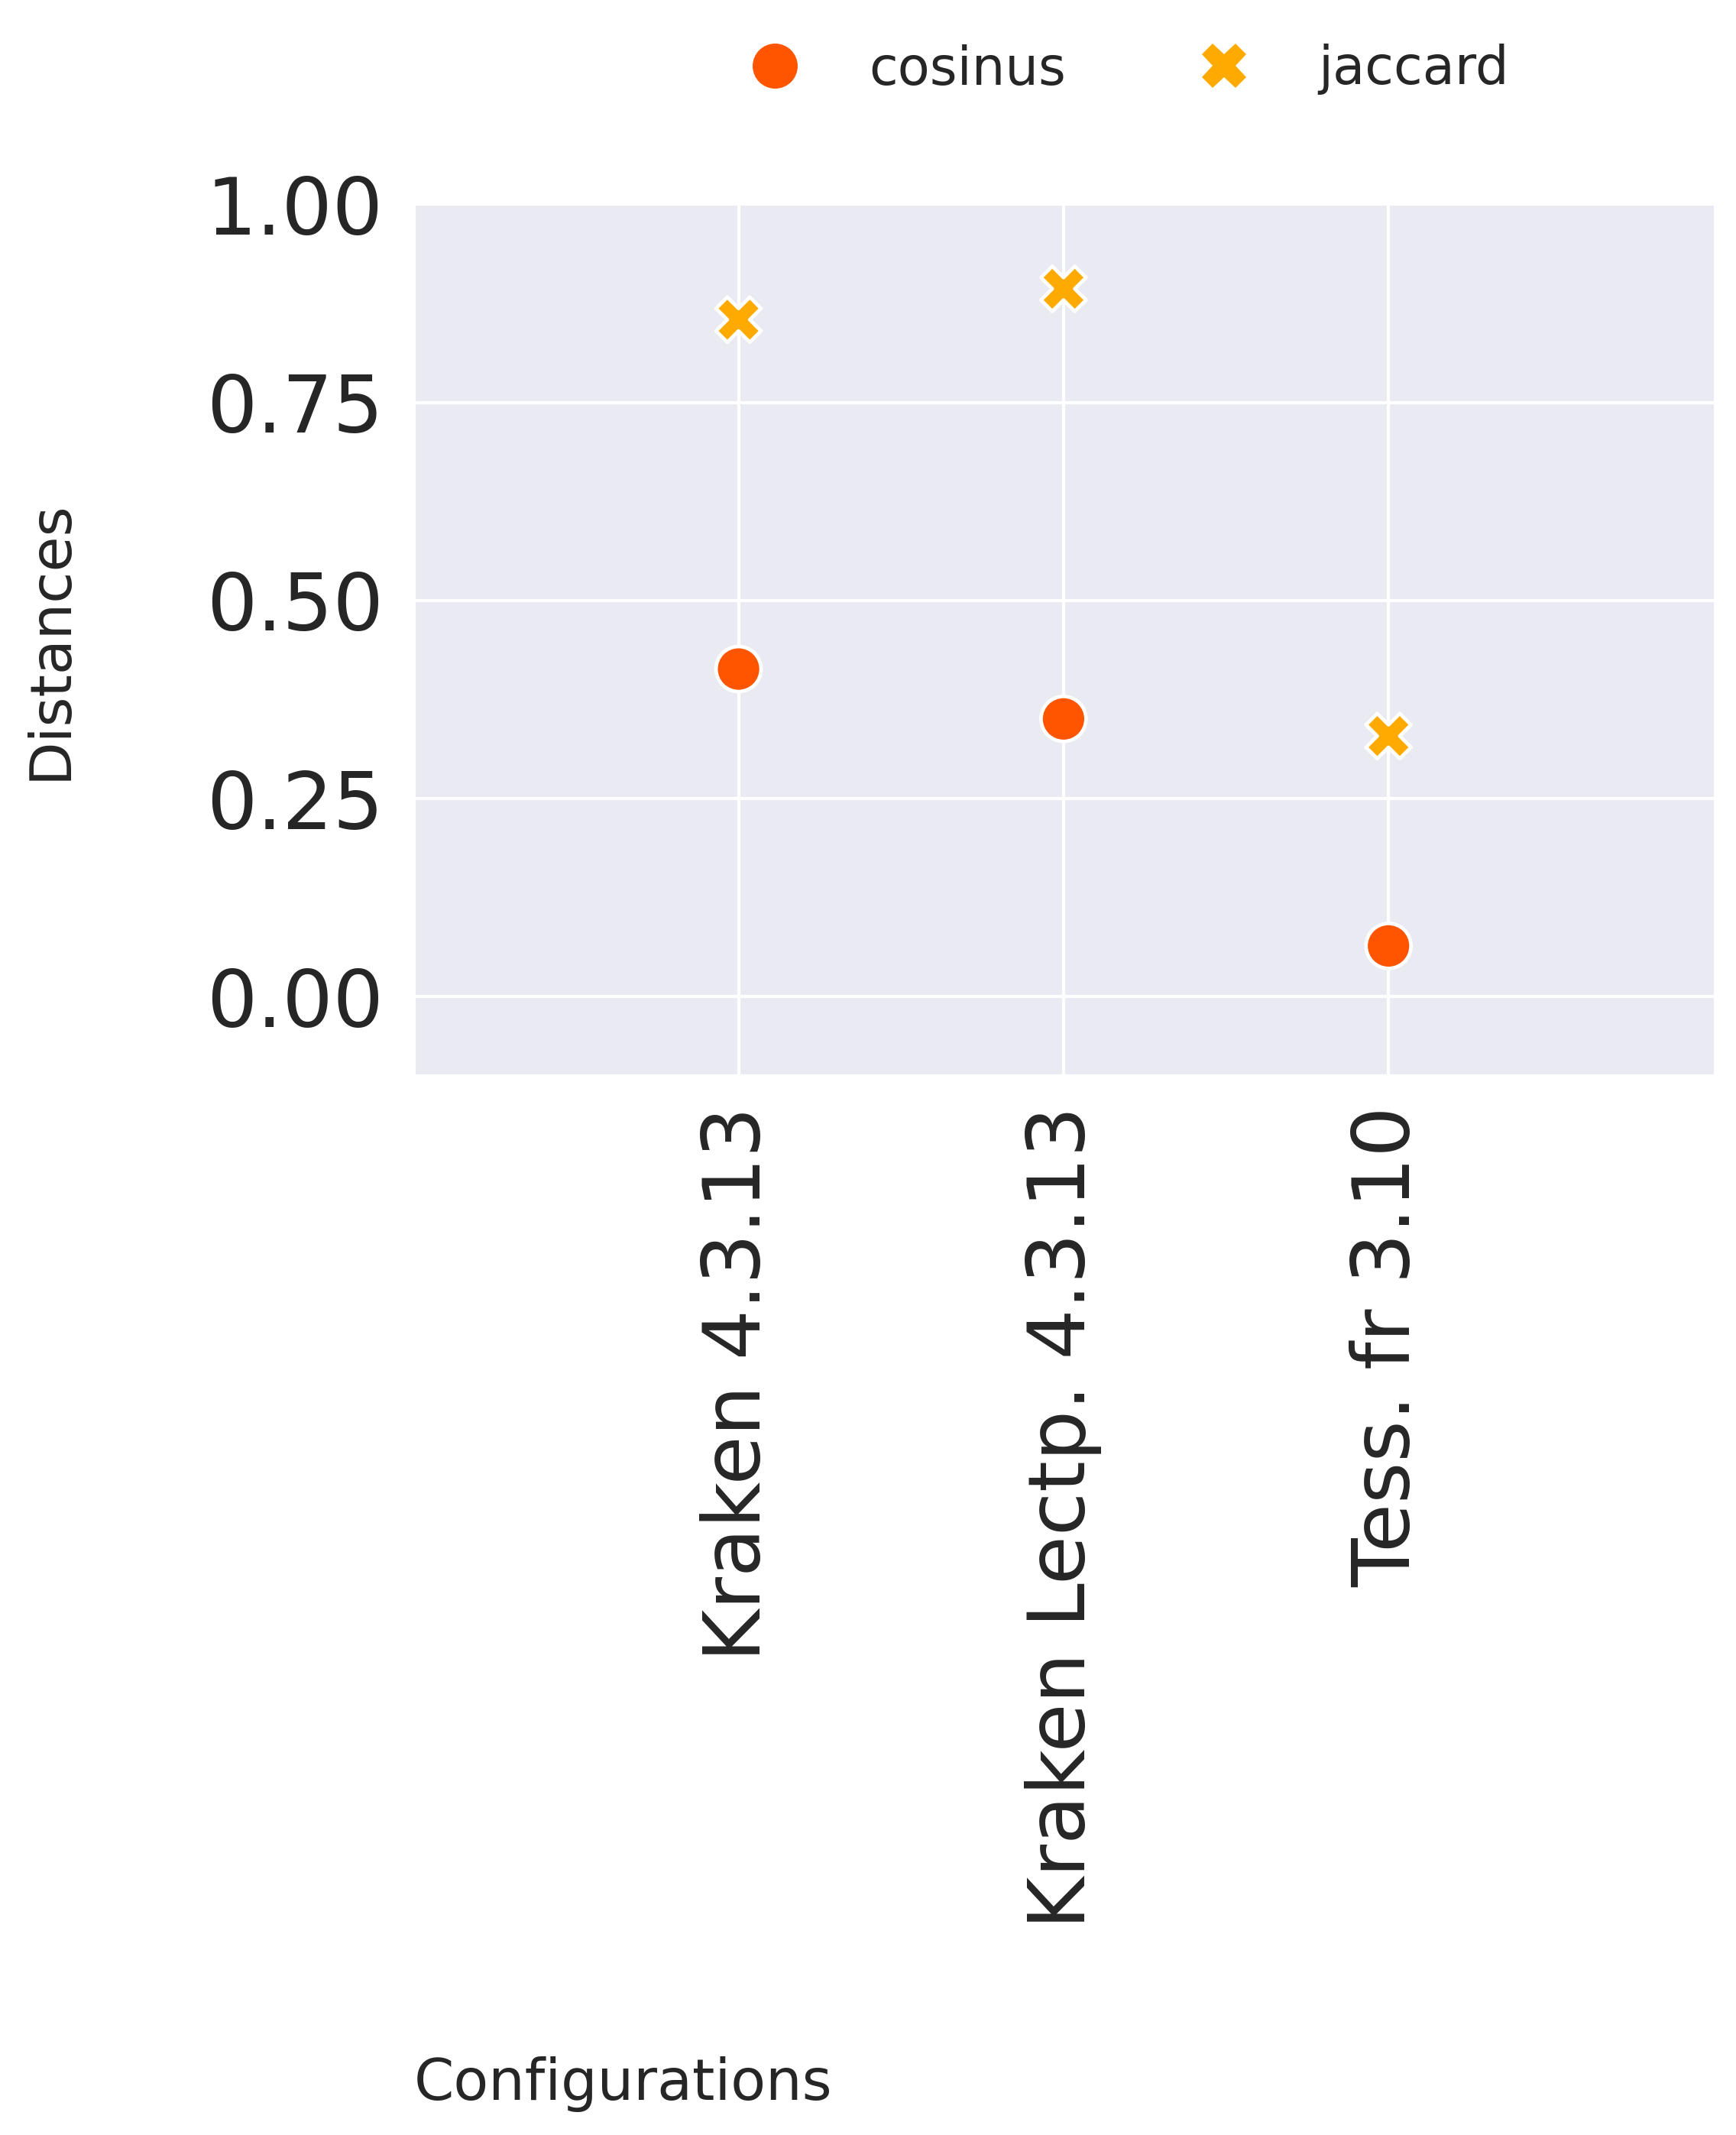 cosinus jaccard
1.00
0.75
0.50
0.25
0.00
Distances
Kraken 4.3.13
Kraken Lectp. 4.3.13
Tess. fr 3.10
Configurations